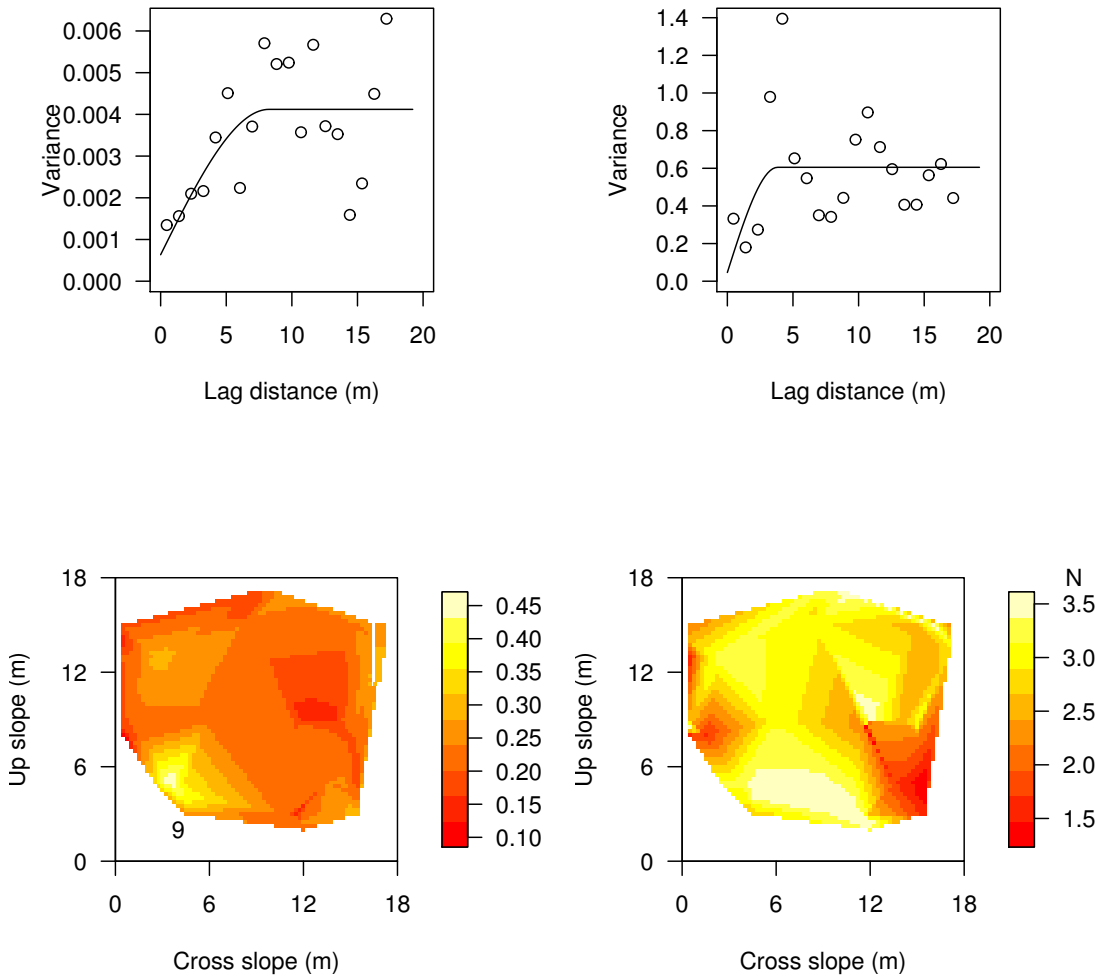 Variance
0.006
0.005
0.004
0.003
0.002
0.001
0.000
0 5 10 15 20
Lag distance (m)
Variance
1.4
1.2
1.0
0.8
0.6
0.4
0.2
0.0
0 5 10 15 20
Lag distance (m)
Up slope (m)
18
12
6
0
9
0 6 12 18
Cross slope (m)
0.45
0.40
0.35
0.30
0.25
0.20
0.15
0.10
Up slope (m)
18
12
6
0
0 6 12 18
Cross slope (m)
N
3.5
3.0
2.5
2.0
1.5